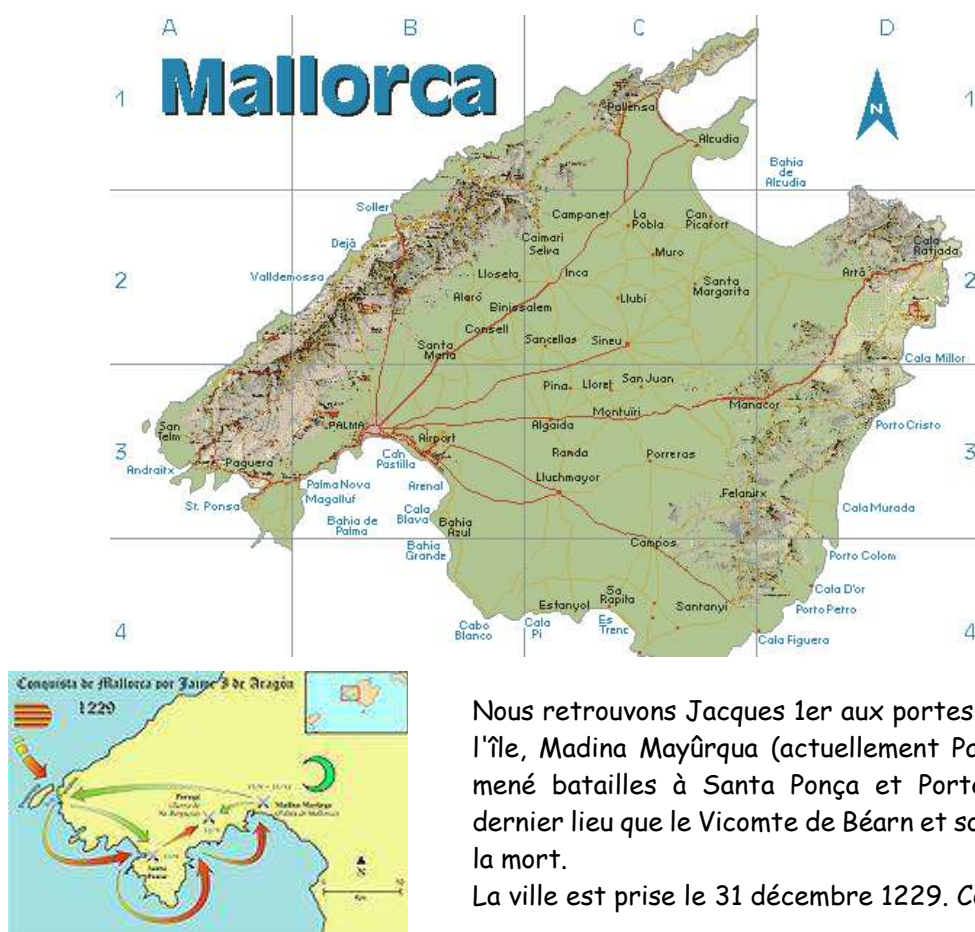 A B C D
Mallorca
N
1 1
Pollensa
Alcudia
Bahia
de
Alcudia
Soller
Campanet
La
Pobla
Can
Picafort
Dejà
Caimari
Selva
Muro
Cala
Ratjada
Valldemossa
Lloseta
Inca
Artà
2 2
Alaró
Binissalem
Llubi
Santa
Margarita
Consell
Santa
Maria
Sancellas
Sineu
Cala Millor
Pina
Lloret
San Juan
Montuïri
Manacor
San
Telm
PALMA
Airport
Algaida
Porto Cristo
3 3
Andraitx
Paguera
Can
Pastilla
Randa
Porreras
St. Ponsa
Palma Nova
Magalluf
Arenal
Lluchmayor
Felanitx
Bahia de
Palma
Cala
Blava
Bahia
Azul
Cala Murada
Bahia
Grande
Campos
Porto Colom
Sa
Rapita
Cala D'or
Estanyol
Santanyi
Porto Petro
4 4
Cabo
Blanco
Cala
Pi
Es
Trenc
Cala Figuera
Conquista de Mallorca por Jaime I de Aragón
1229
Santa
Ponsa
N
Km
Nous retrouvons Jacques 1er aux portes
l'île, Madina Mayûrqua (actuellement Pa
mené batailles à Santa Ponça et Port
dernier lieu que le Vicomte de Béarn et s
la mort.
La ville est prise le 31 décembre 1229. C